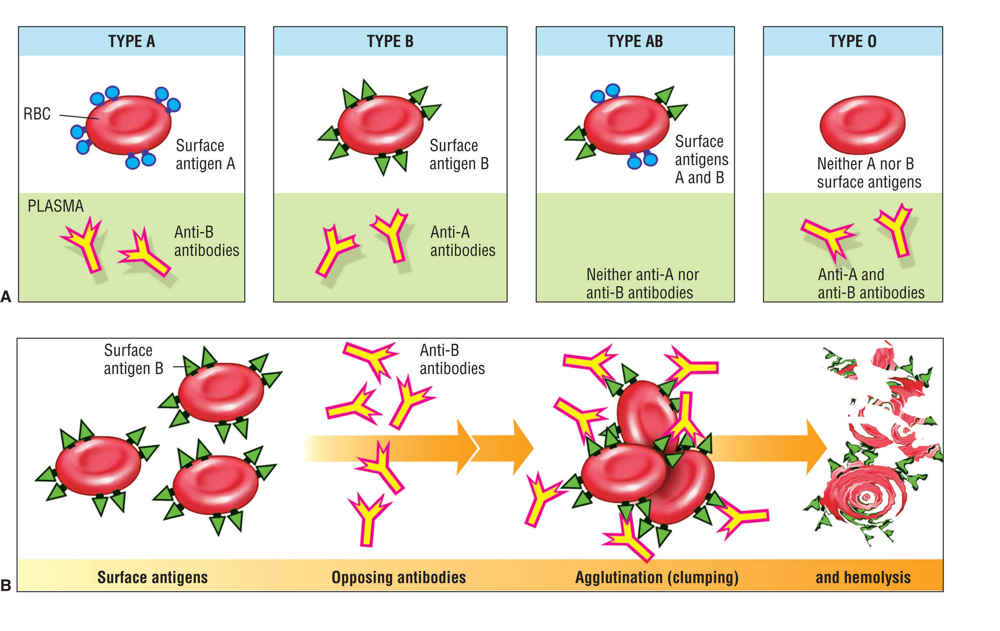 TYPE A
RBC
Surface
antigen A
PLASMA
Anti-B
antibodies
TYPE B
Surface
antigen B
Anti-A
antibodies
TYPE AB
Surface
antigens
A and B
Neither anti-A nor
anti-B antibodies
TYPE O
Neither A nor B
surface antigens
Anti-A and
anti-B antibodies
A
Surface
antigen B
Anti-B
antibodies
Surface antigens
Opposing antibodies
Agglutination (clumping)
and hemolysis
B